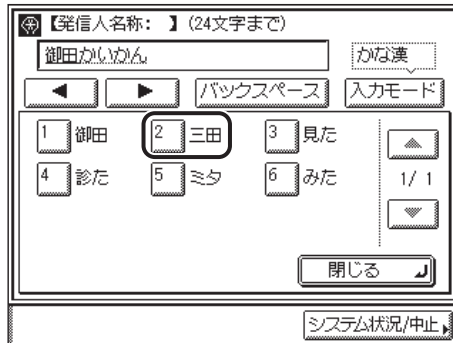 【発信人名称： 】(24文字まで)
御田かいかん
かな漢
◀ ▶ バックスペース 入力モード
1 御田 2 三田 3 見た
4 診た 5 ミタ 6 みた
1/ 1
閉じる
システム状況/中止